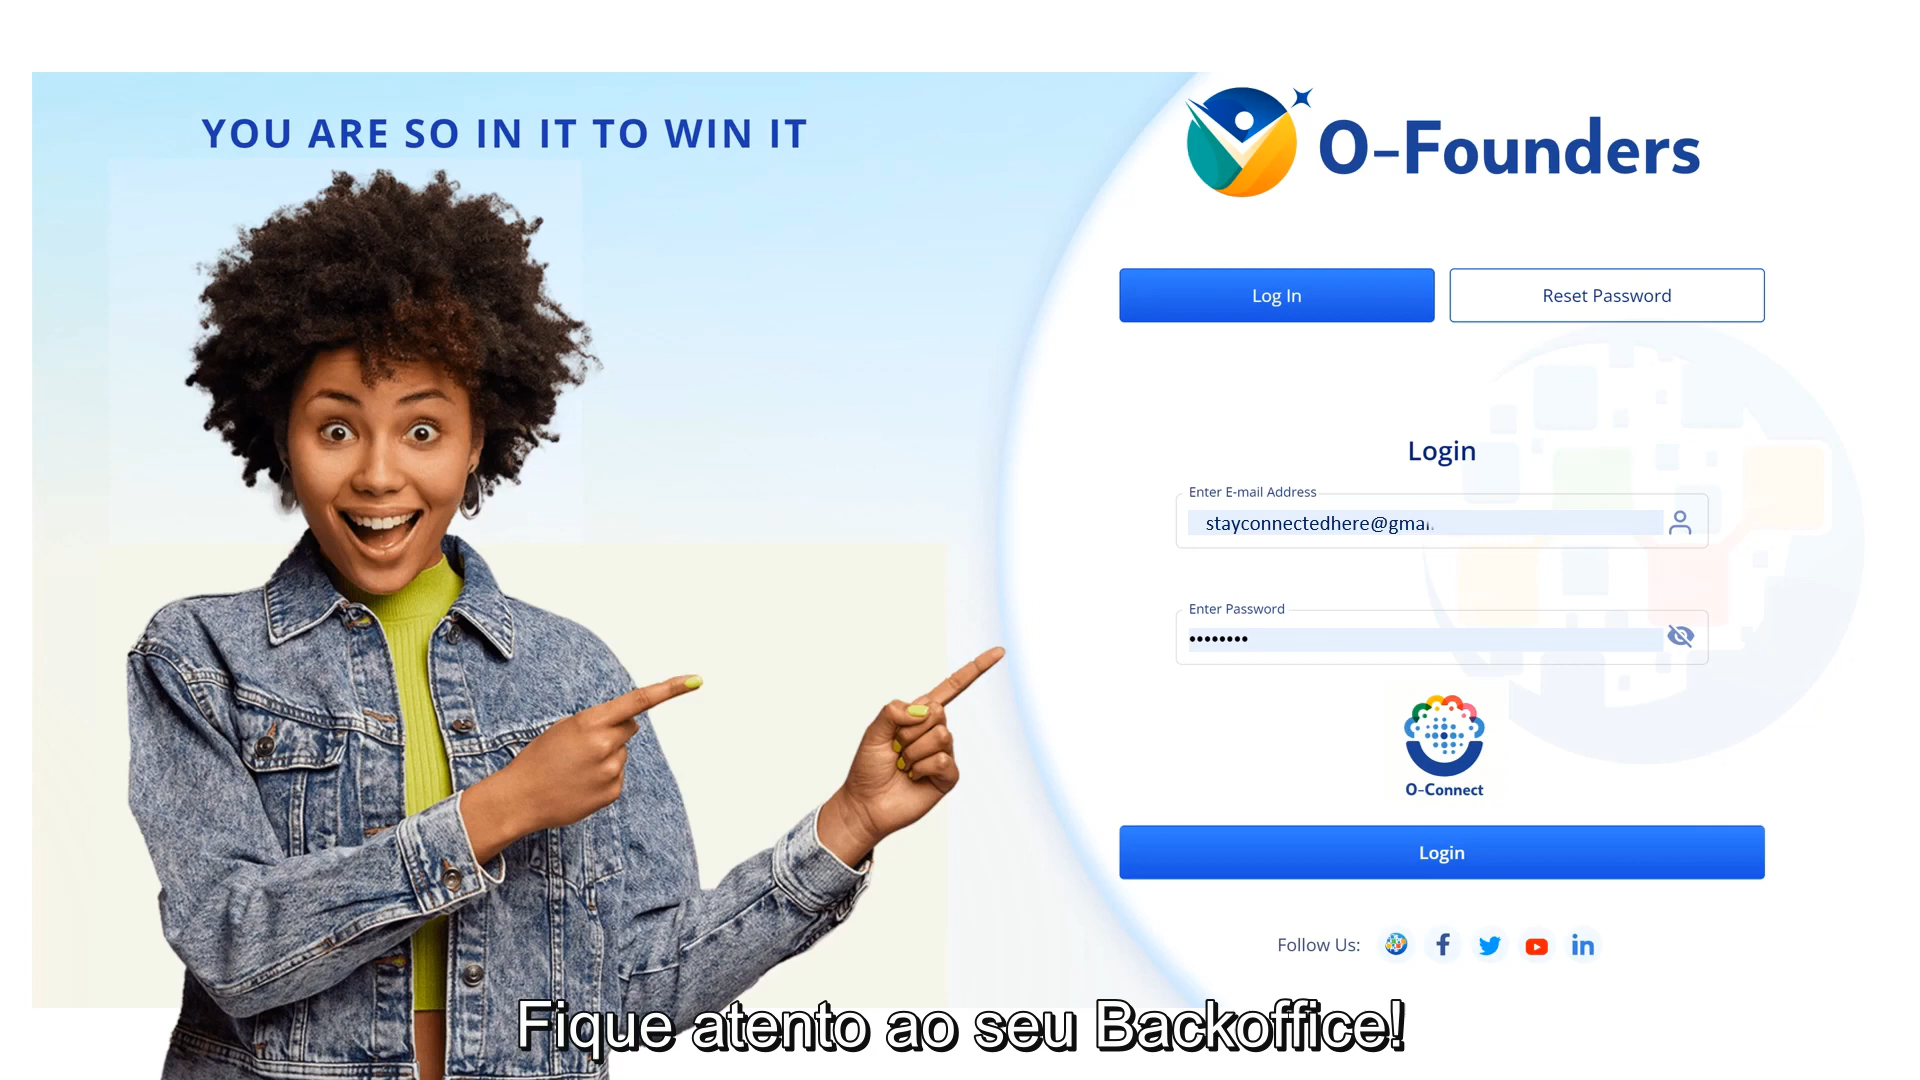 YOU ARE SO IN IT TO WIN IT
O-Founders
Log In
Reset Password
Login
Enter E-mail Address
stayconnectedhere@gmai
Enter Password
••••••••
O-Connect
Login
Follow Us:
Fique atento ao seu Backoffice!